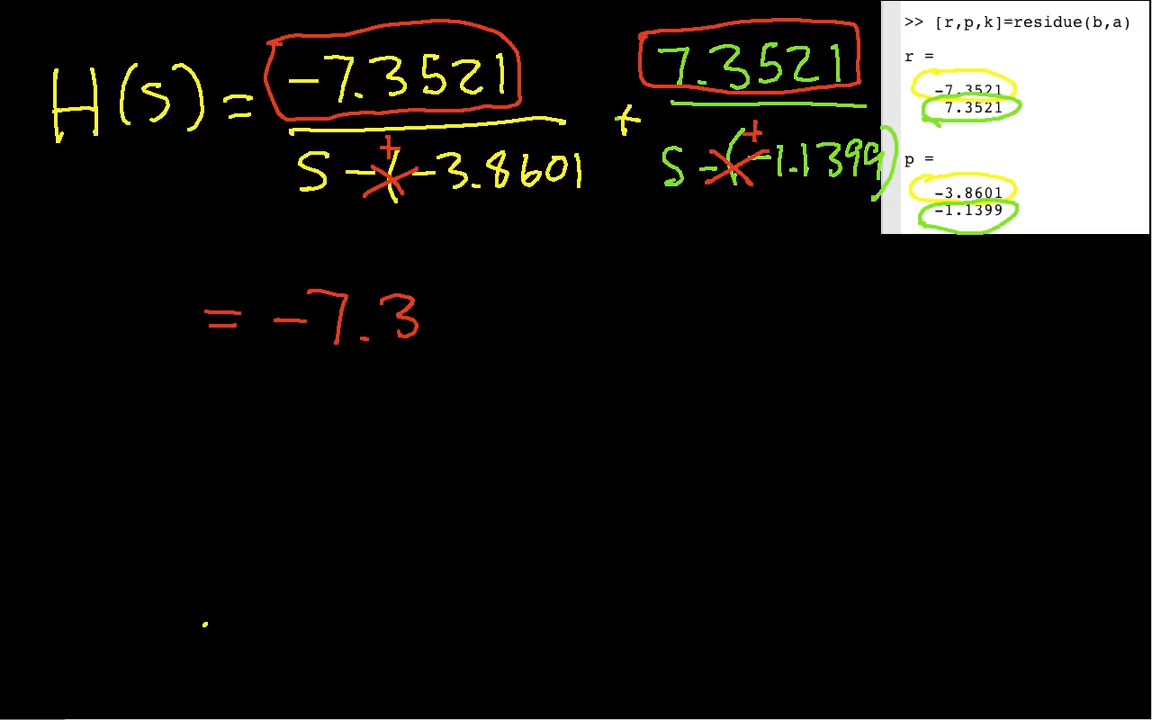 H(s) = -7.3521 / S - ( -3.8601 + 7.3521 / S - ( -1.1399)
+ +
= -7.3
>> [r,p,k]=residue(b,a)
r =
-7.3521
7.3521
p =
-3.8601
-1.1399